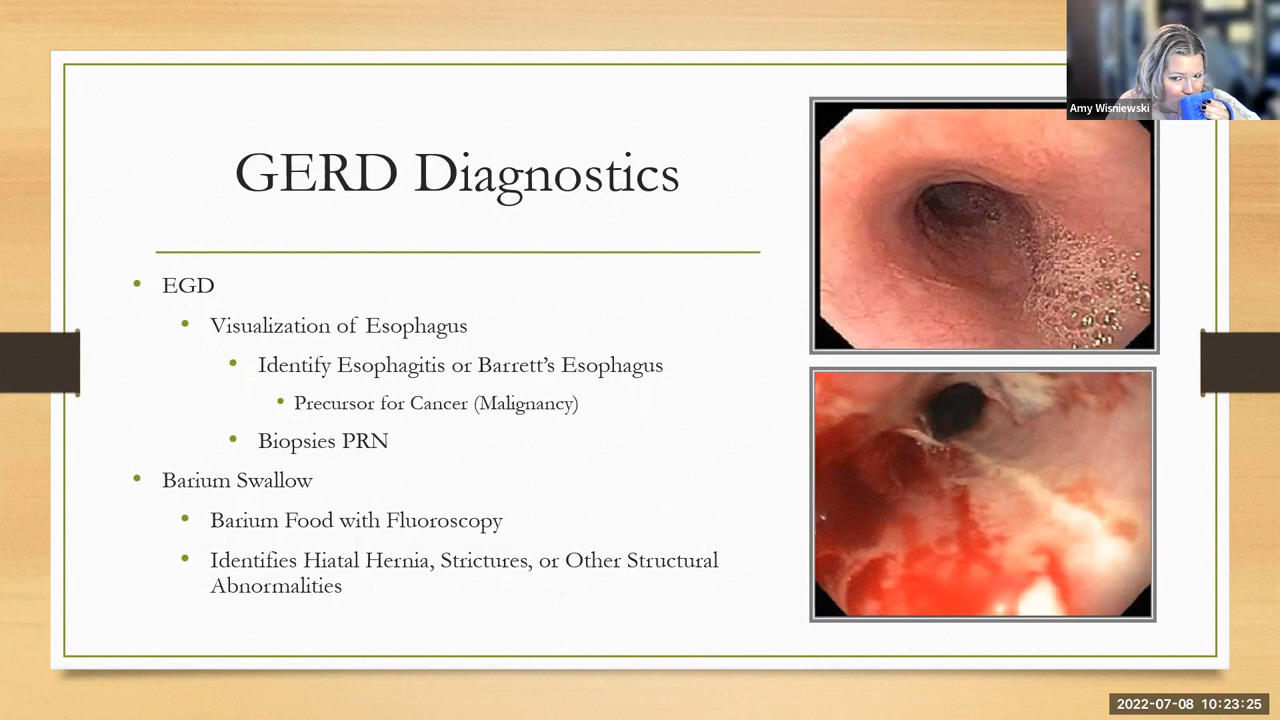 Amy Wisniewski
GERD Diagnostics
EGD
Visualization of Esophagus
Identify Esophagitis or Barrett’s Esophagus
Precursor for Cancer (Malignancy)
Biopsies PRN
Barium Swallow
Barium Food with Fluoroscopy
Identifies Hiatal Hernia, Strictures, or Other Structural
Abnormalities
2022-07-08 10:23:25